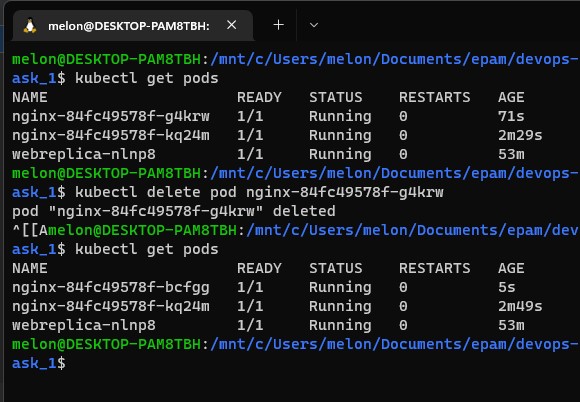 melon@DESKTOP-PAM8TBH:
melon@DESKTOP-PAM8TBH:/mnt/c/Users/melon/Documents/epam/devops-
ask_1$ kubectl get pods
NAME READY STATUS RESTARTS AGE
nginx-84fc49578f-g4krw 1/1 Running 0 71s
nginx-84fc49578f-kq24m 1/1 Running 0 2m29s
webreplica-nlnp8 1/1 Running 0 53m
melon@DESKTOP-PAM8TBH:/mnt/c/Users/melon/Documents/epam/devops-
ask_1$ kubectl delete pod nginx-84fc49578f-g4krw
pod "nginx-84fc49578f-g4krw" deleted
^[[Amelon@DESKTOP-PAM8TBH:/mnt/c/Users/melon/Documents/epam/dev
ask_1$ kubectl get pods
NAME READY STATUS RESTARTS AGE
nginx-84fc49578f-bcfgg 1/1 Running 0 5s
nginx-84fc49578f-kq24m 1/1 Running 0 2m49s
webreplica-nlnp8 1/1 Running 0 53m
melon@DESKTOP-PAM8TBH:/mnt/c/Users/melon/Documents/epam/devops-
ask_1$